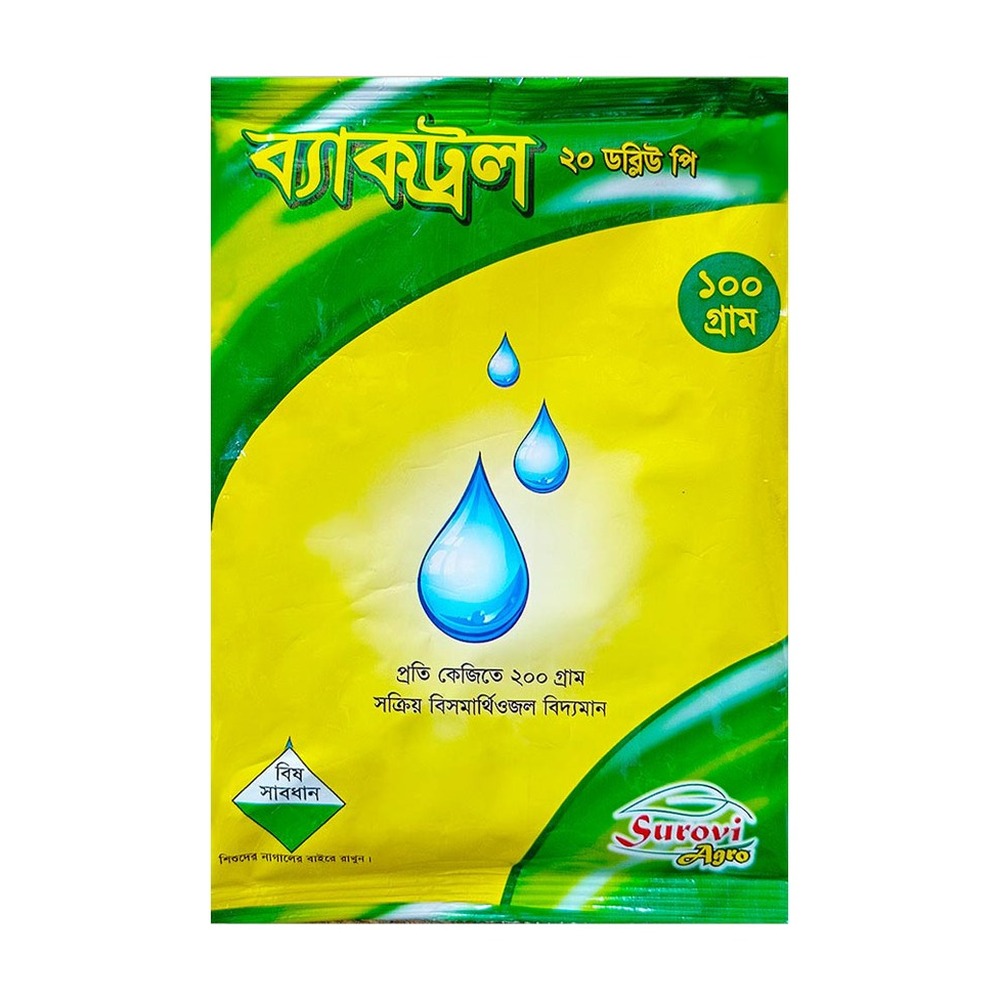 ব্যাকট্রল ২০ ডব্লিউ পি
১০০
গ্রাম
প্রতি কেজিতে ২০০ গ্রাম
সক্রিয় বিসমার্থিওজল বিদ্যমান
বিষ
সাবধান
শিশুদের নাগালের বাইরে রাখুন।
Surovi
Agro